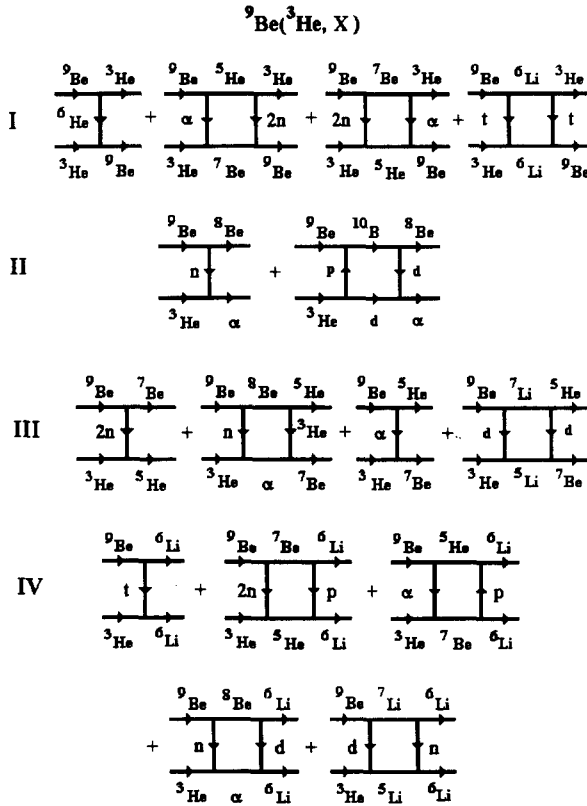 ⁹Be(³He, X)
⁹Be ³He ⁹Be ⁵He ³He ⁹Be ⁷Be ³He ⁹Be ⁶Li ³He
I ⁶He + α 2n + 2n α + t t
³He ⁹Be ³He ⁷Be ⁹Be ³He ⁵He ⁹Be ³He ⁶Li ⁹Be
⁹Be ⁸Be ⁹Be ¹⁰B ⁸Be
II n + p d
³He α ³He d α
⁹Be ⁷Be ⁹Be ⁸Be ⁵He ⁹Be ⁵He ⁹Be ⁷Li ⁵He
III 2n + n ³He + α + d d
³He ⁵He ³He α ⁷Be ³He ⁷Be ³He ⁵Li ⁷Be
⁹Be ⁶Li ⁹Be ⁷Be ⁶Li ⁹Be ⁵He ⁶Li
IV t + 2n p + α p
³He ⁶Li ³He ⁵He ⁶Li ³He ⁷Be ⁶Li
⁹Be ⁸Be ⁶Li ⁹Be ⁷Li ⁶Li
+ n d + d n
³He α ⁶Li ³He ⁵Li ⁶Li